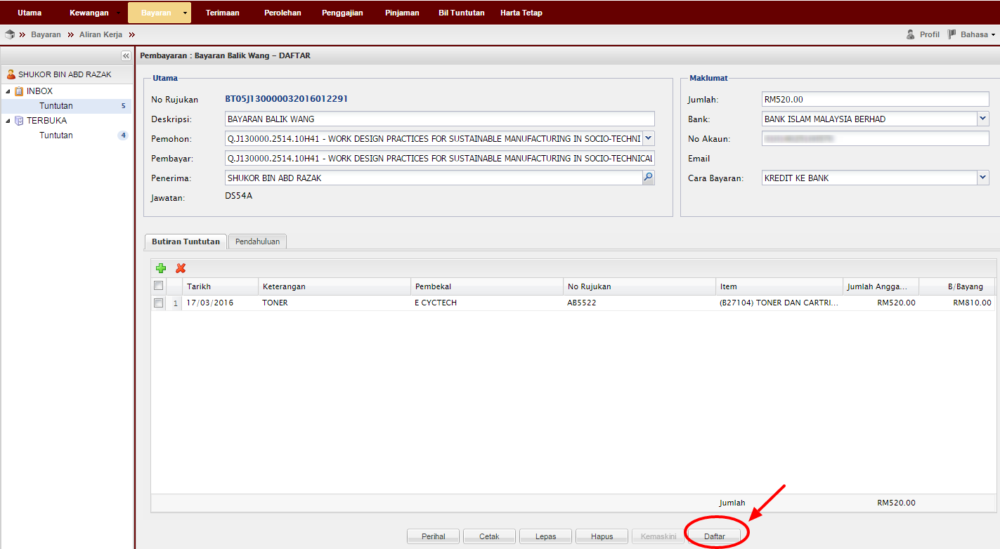 Utama Kewangan Bayaran Terimaan Perolehan Penggajian Pinjaman Bil Tuntutan Harta Tetap
Bayaran Aliran Kerja Profil Bahasa
SHUKOR BIN ABD RAZAK
INBOX
Tuntutan 5
TERBUKA
Tuntutan 4
Pembayaran : Bayaran Balik Wang – DAFTAR
Utama
No Rujukan BT05J130000032016012291
Deskripsi: BAYARAN BALIK WANG
Pemohon: Q.J130000.2514.10H41 - WORK DESIGN PRACTICES FOR SUSTAINABLE MANUFACTURING IN SOCIO-TECHNI
Pembayar: Q.J130000.2514.10H41 - WORK DESIGN PRACTICES FOR SUSTAINABLE MANUFACTURING IN SOCIO-TECHNICAL
Penerima: SHUKOR BIN ABD RAZAK
Jawatan: DS54A
Maklumat
Jumlah: RM520.00
Bank: BANK ISLAM MALAYSIA BERHAD
No Akaun:
Email
Cara Bayaran: KREDIT KE BANK
Butiran Tuntutan Pendahuluan
Tarikh Keterangan Pembekal No Rujukan Item Jumlah Angga... B/Bayang
1 17/03/2016 TONER E CYCTECH AB5522 (B27104) TONER DAN CARTRI... RM520.00 RM810.00
Jumlah RM520.00
Perihal Cetak Lepas Hapus Kemaskini Daftar